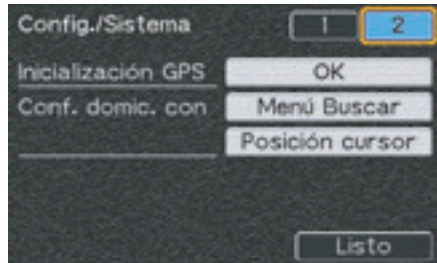 Config./Sistema 1 2
Inicialización GPS OK
Conf. domic. con Menú Buscar
Posición cursor
Listo